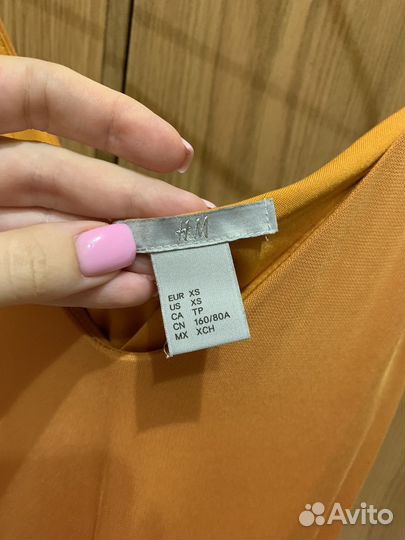 H&M
EUR XS
US XS
CA TP
CN 160/80A
MX XCH
Avito